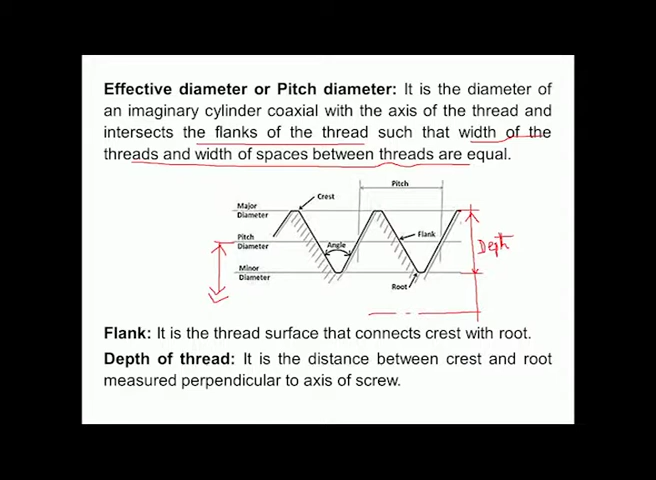 Effective diameter or Pitch diameter: It is the diameter of
an imaginary cylinder coaxial with the axis of the thread and
intersects the flanks of the thread such that width of the
threads and width of spaces between threads are equal.
Pitch
Crest
Major
Diameter
Pitch
Diameter
Angle
Flank
Depth
Minor
Diameter
Root
Flank: It is the thread surface that connects crest with root.
Depth of thread: It is the distance between crest and root
measured perpendicular to axis of screw.